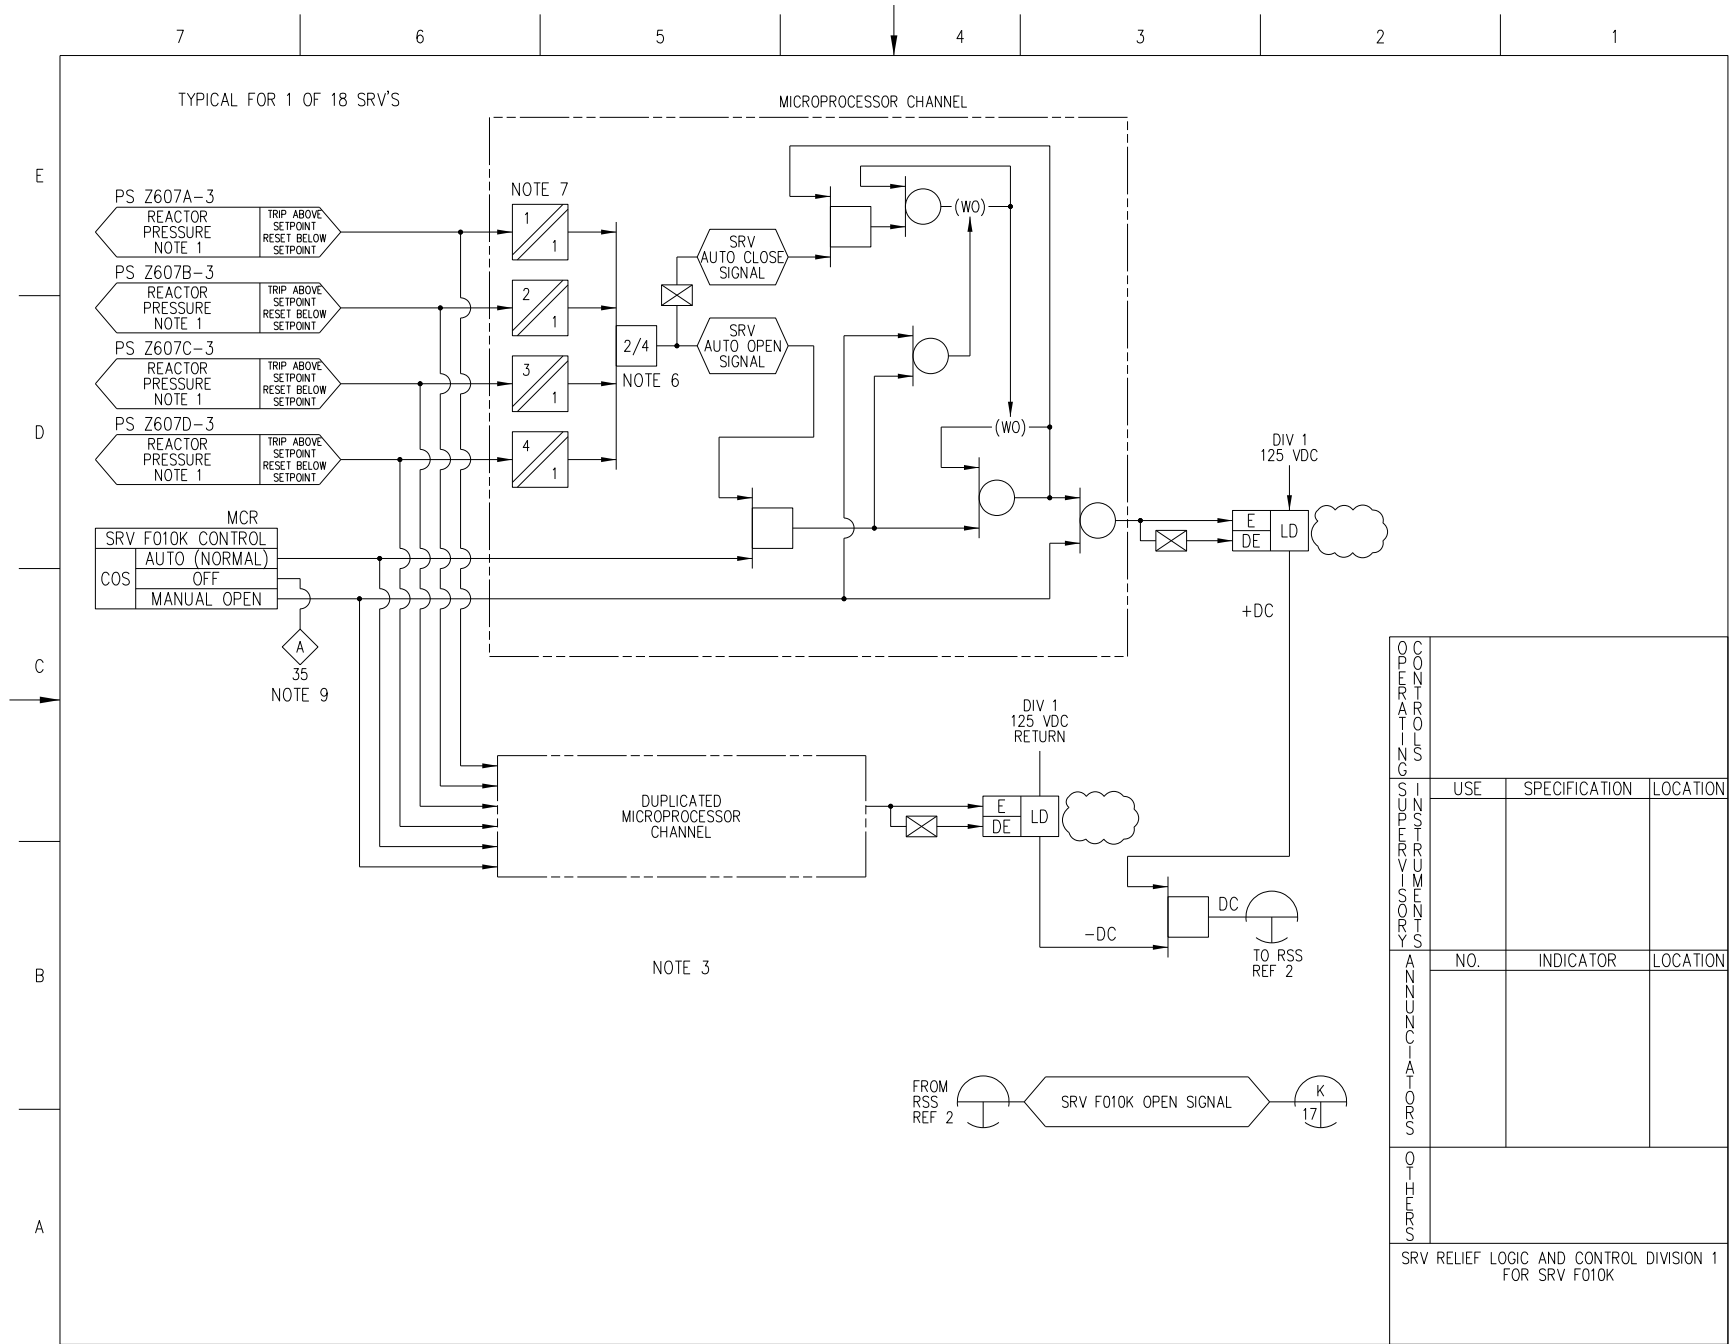 7 6 5 4 3 2 1
TYPICAL FOR 1 OF 18 SRV'S
MICROPROCESSOR CHANNEL
E
PS Z607A-3
REACTOR
PRESSURE
NOTE 1
TRIP ABOVE
SETPOINT
RESET BELOW
SETPOINT
PS Z607B-3
REACTOR
PRESSURE
NOTE 1
TRIP ABOVE
SETPOINT
RESET BELOW
SETPOINT
PS Z607C-3
REACTOR
PRESSURE
NOTE 1
TRIP ABOVE
SETPOINT
RESET BELOW
SETPOINT
D
PS Z607D-3
REACTOR
PRESSURE
NOTE 1
TRIP ABOVE
SETPOINT
RESET BELOW
SETPOINT
NOTE 7
1
1
2
1
3
1
4
1
2/4
NOTE 6
SRV
AUTO CLOSE
SIGNAL
SRV
AUTO OPEN
SIGNAL
(WO)
(WO)
MCR
SRV F010K CONTROL
COS
AUTO (NORMAL)
OFF
MANUAL OPEN
A
35
NOTE 9
DIV 1
125 VDC
E
DE
LD
+DC
C
DIV 1
125 VDC
RETURN
DUPLICATED
MICROPROCESSOR
CHANNEL
E
DE
LD
-DC
DC
TO RSS
REF 2
NOTE 3
B
FROM
RSS
REF 2
SRV F010K OPEN SIGNAL
K
17
A
OPERATING
CONTROLS
SUPERVISORY
INSTRUMENTS
USE SPECIFICATION LOCATION
ANNUNCIATORS
NO. INDICATOR LOCATION
OTHERS
SRV RELIEF LOGIC AND CONTROL DIVISION 1
FOR SRV F010K